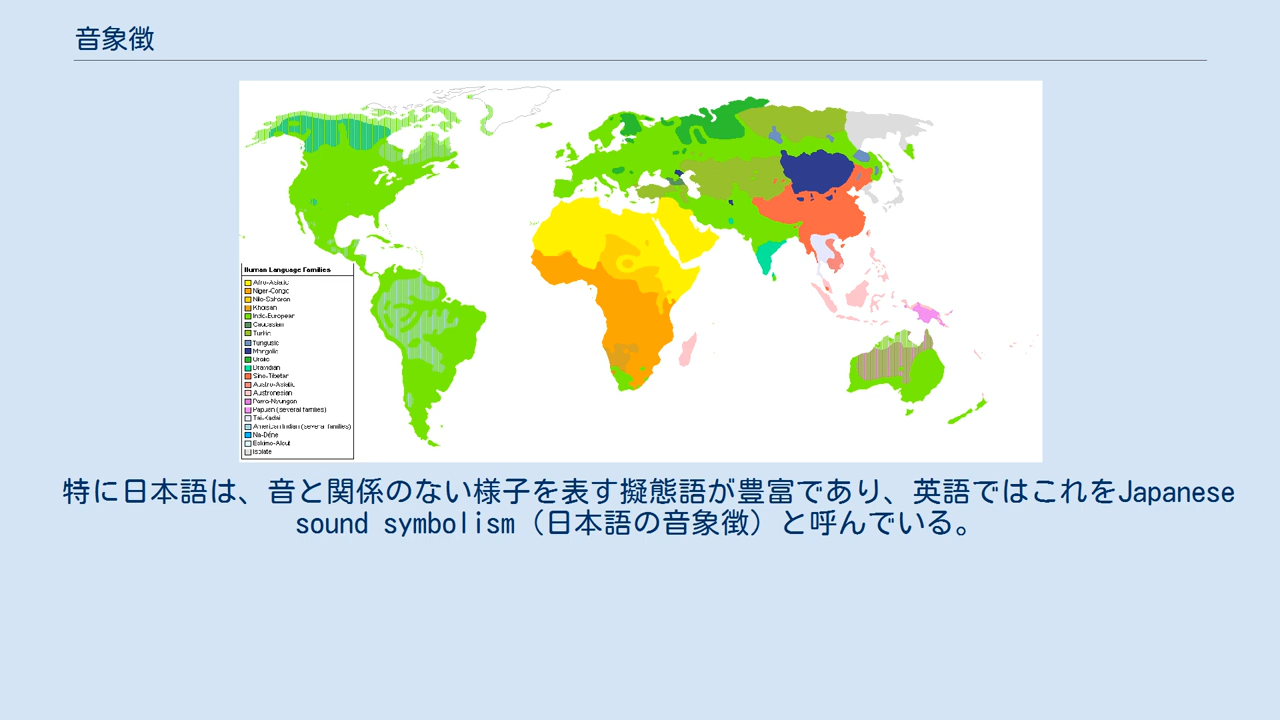 音象徴
Human Language Families
Afro-Asiatic
Niger-Congo
Nilo-Saharan
Khoisan
Indo-European
Caucasian
Turkic
Tungusic
Mongolic
Uralic
Dravidian
Sino-Tibetan
Austro-Asiatic
Austronesian
Pama-Nyungan
Papuan (several families)
Tai-Kadai
American Indian (several families)
Na-Dené
Eskimo-Aleut
Isolate
特に日本語は、音と関係のない様子を表す擬態語が豊富であり、英語ではこれをJapanese
sound symbolism（日本語の音象徴）と呼んでいる。